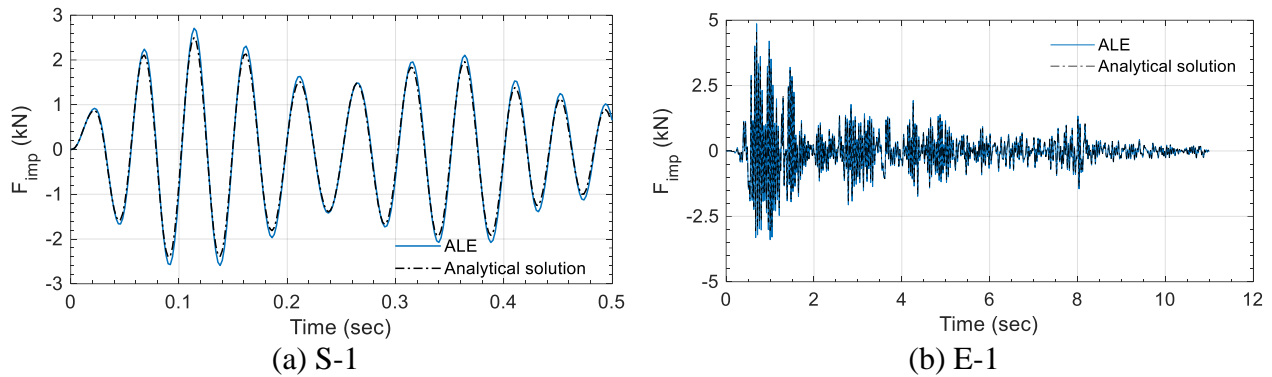 3
2
1
0
-1
-2
-3
F_imp (kN)
ALE
Analytical solution
0 0.1 0.2 0.3 0.4 0.5
Time (sec)
(a) S-1
5
2.5
0
-2.5
-5
F_imp (kN)
ALE
Analytical solution
0 2 4 6 8 10 12
Time (sec)
(b) E-1